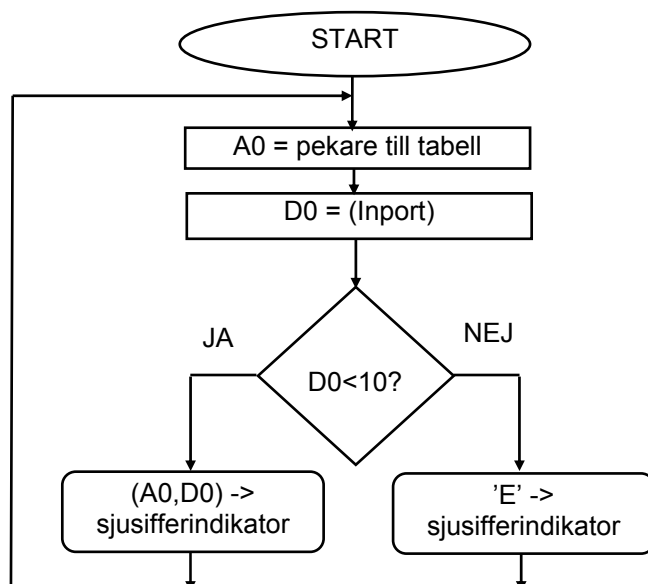 START
A0 = pekare till tabell
D0 = (Inport)
JA
NEJ
D0<10?
(A0,D0) ->
sjusifferindikator
’E’ ->
sjusifferindikator